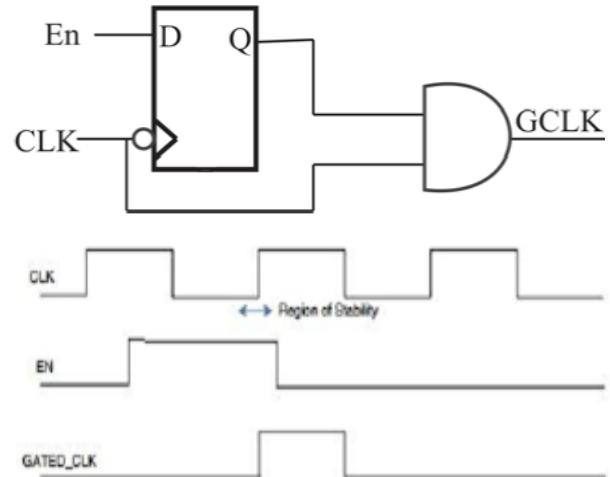 En
D
Q
CLK
GCLK
CLK
Region of Stability
EN
GATED_CLK